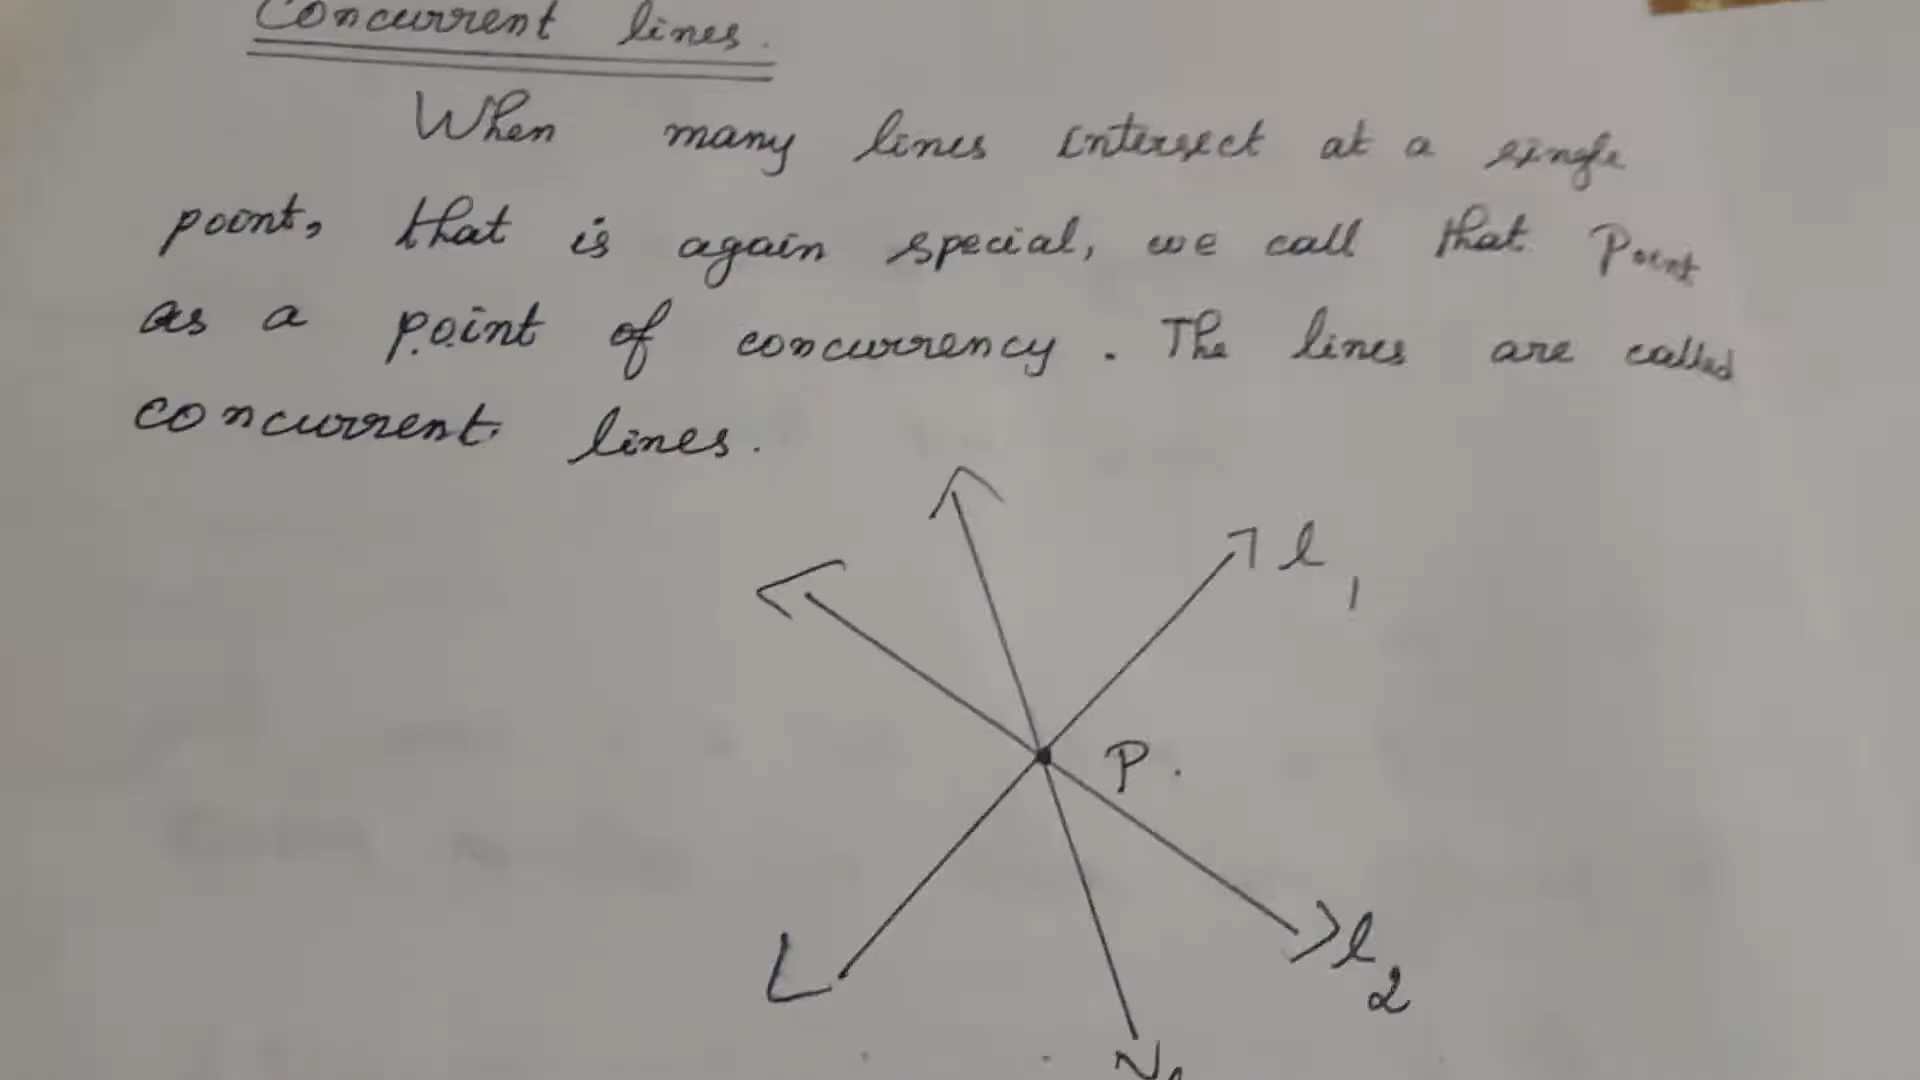 Concurrent lines.
When many lines intersect at a single
point, that is again special, we call that Point
as a point of concurrency. The lines are called
concurrent lines.
l1
P.
l2